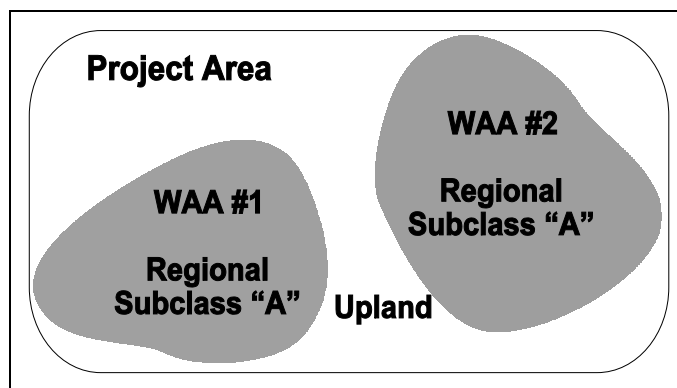 Project Area
WAA #1
Regional
Subclass “A”
WAA #2
Regional
Subclass “A”
Upland